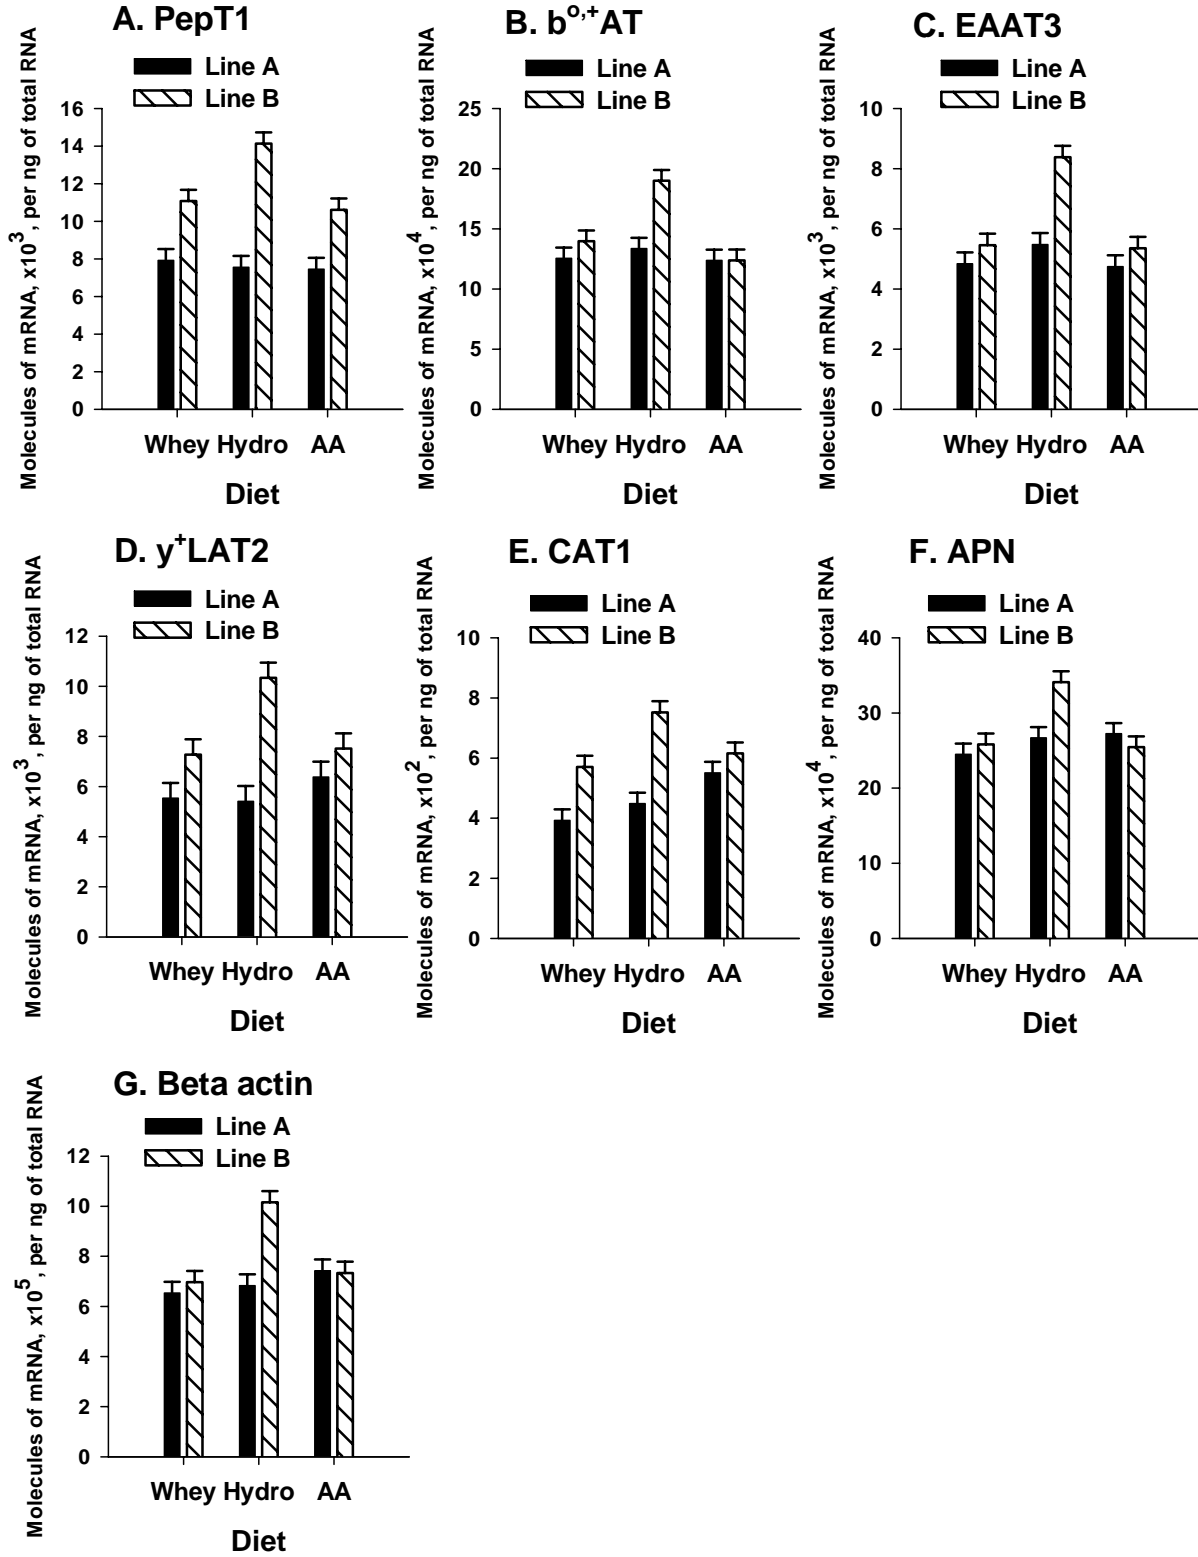 A. PepT1
Line A
Line B
Molecules of mRNA, x10³, per ng of total RNA
16
14
12
10
8
6
4
2
0
Whey Hydro AA
Diet
B. b^o,+AT
Line A
Line B
Molecules of mRNA, x10⁴, per ng of total RNA
25
20
15
10
5
0
Whey Hydro AA
Diet
C. EAAT3
Line A
Line B
Molecules of mRNA, x10³, per ng of total RNA
10
8
6
4
2
0
Whey Hydro AA
Diet
D. y⁺LAT2
Line A
Line B
Molecules of mRNA, x10³, per ng of total RNA
12
10
8
6
4
2
0
Whey Hydro AA
Diet
E. CAT1
Line A
Line B
Molecules of mRNA, x10², per ng of total RNA
10
8
6
4
2
0
Whey Hydro AA
Diet
F. APN
Line A
Line B
Molecules of mRNA, x10⁴, per ng of total RNA
40
30
20
10
0
Whey Hydro AA
Diet
G. Beta actin
Line A
Line B
Molecules of mRNA, x10⁵, per ng of total RNA
12
10
8
6
4
2
0
Whey Hydro AA
Diet